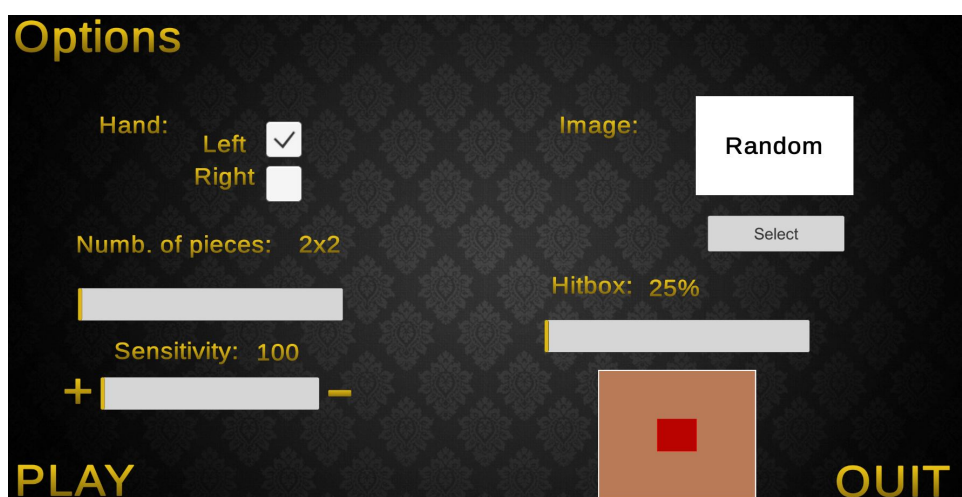 Options
Hand:
Left
Right
Image:
Random
Select
Numb. of pieces: 2x2
Hitbox: 25%
Sensitivity: 100
+ -
PLAY
QUIT